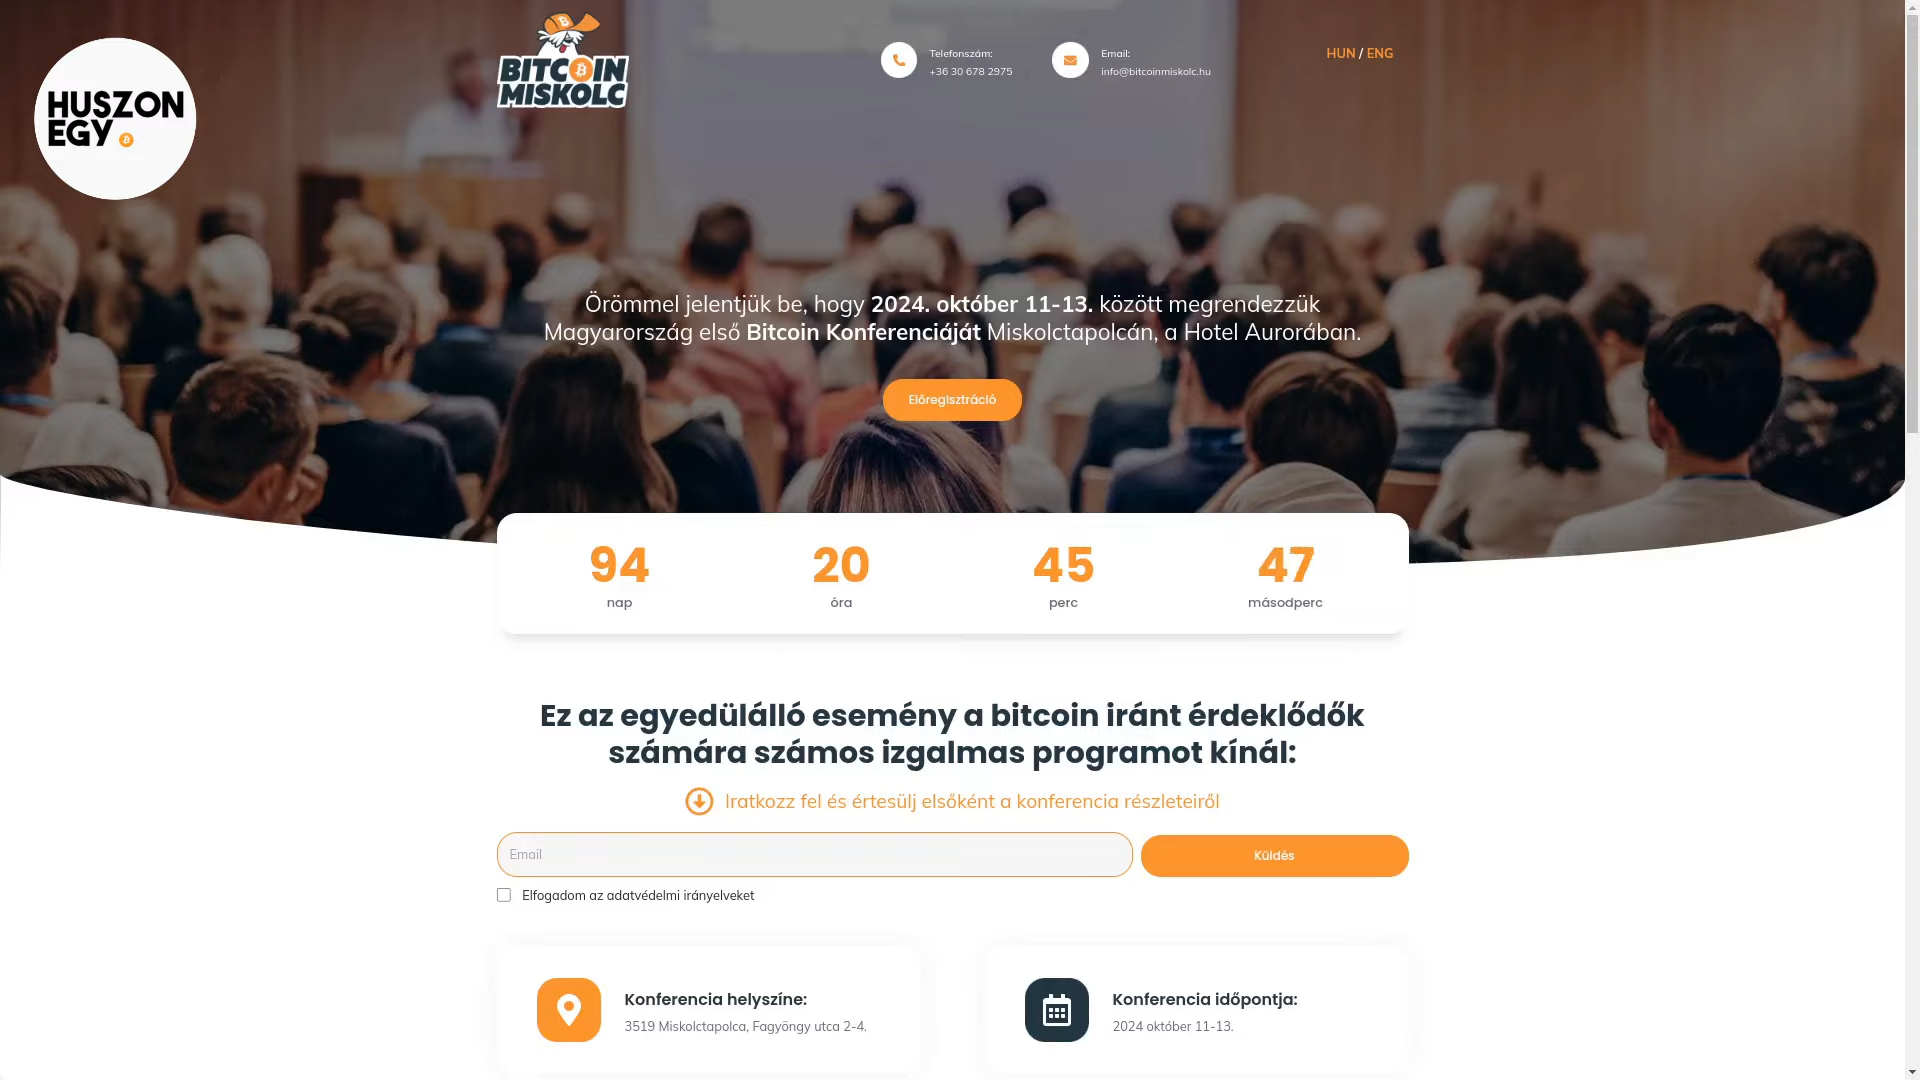 HUSZON
EGY
BITCOIN
MISKOLC
Telefonszám:
+36 30 678 2975
Email:
info@bitcoinmiskolc.hu
HUN / ENG
Örömmel jelentjük be, hogy 2024. október 11-13. között megrendezzük
Magyarország első Bitcoin Konferenciáját Miskolctapolcán, a Hotel Aurorában.
Előregisztráció
94 20 45 47
nap óra perc másodperc
Ez az egyedülálló esemény a bitcoin iránt érdeklődők
számára számos izgalmas programot kínál:
Iratkozz fel és értesülj elsőként a konferencia részleteiről
Email
Küldés
Elfogadom az adatvédelmi irányelveket
Konferencia helyszíne:
3519 Miskolctapolca, Fagyöngy utca 2-4.
Konferencia időpontja:
2024 október 11-13.